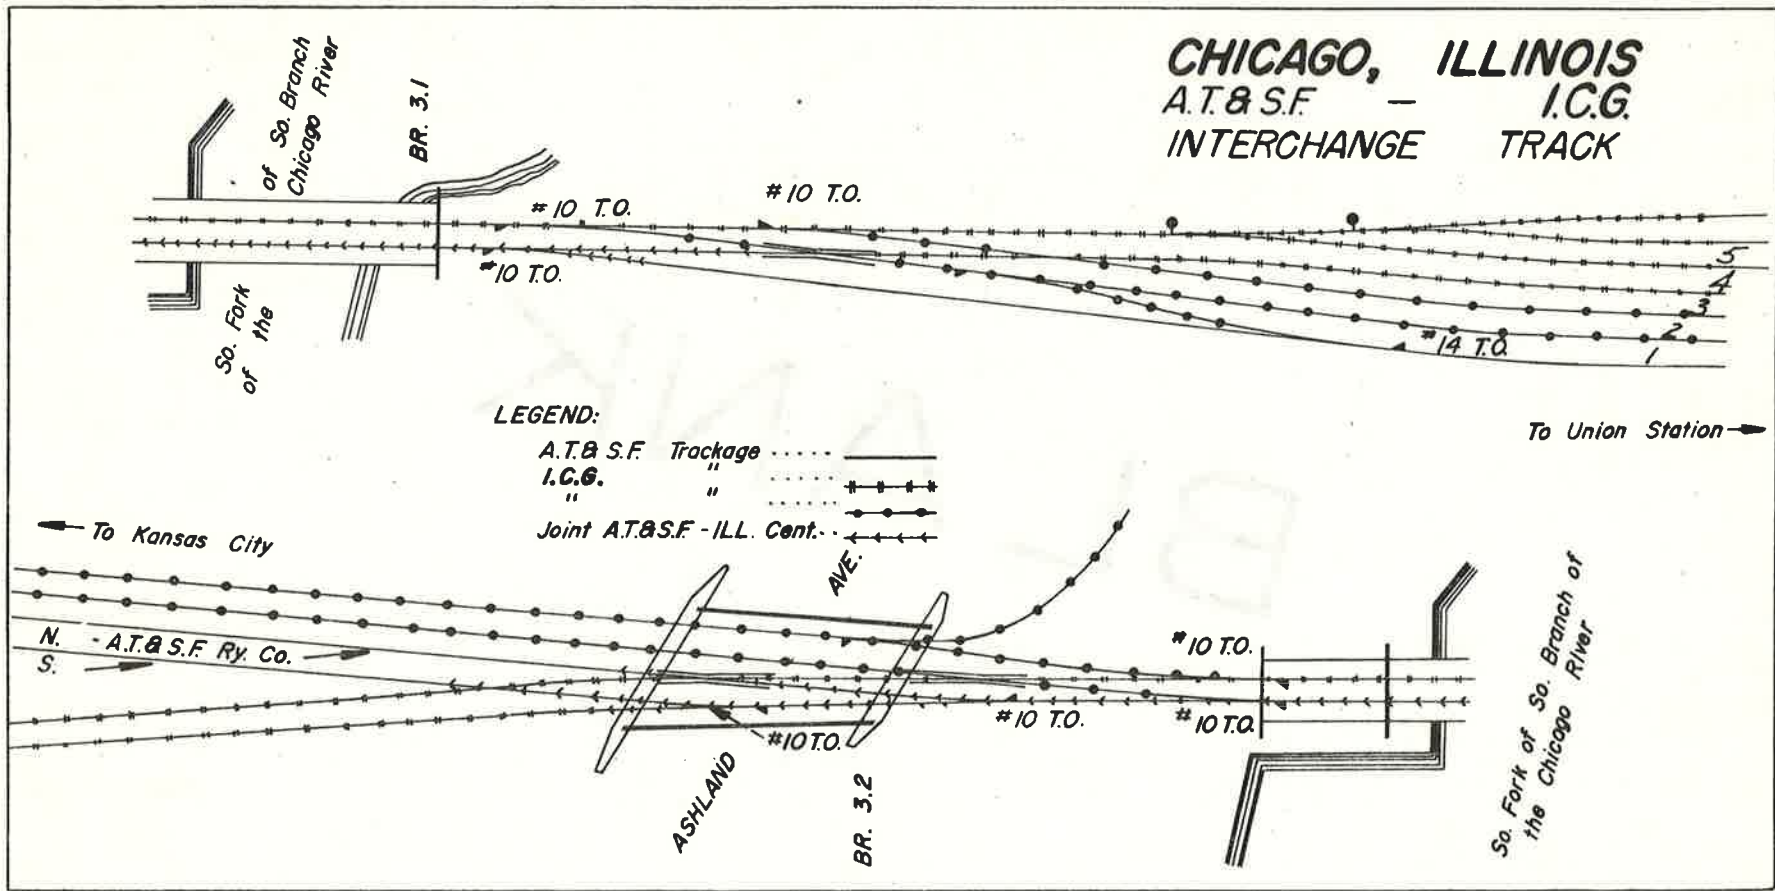 CHICAGO, ILLINOIS
A.T.& S.F. — I.C.G.
INTERCHANGE TRACK
of So. Branch
Chicago River
BR. 3.1
#10 T.O.
#10 T.O.
#10 T.O.
So. Fork
of the
5
4
3
2
1
#14 T.O.
To Union Station
LEGEND:
A.T.& S.F. Trackage
I.C.G. "
" "
Joint A.T.&S.F. - ILL. Cent.
To Kansas City
N. - A.T.& S.F. Ry. Co.
S.
ASHLAND AVE.
BR. 3.2
#10 T.O.
#10 T.O.
#10 T.O.
#10 T.O.
So. Fork of So. Branch of
the Chicago River
BLANK